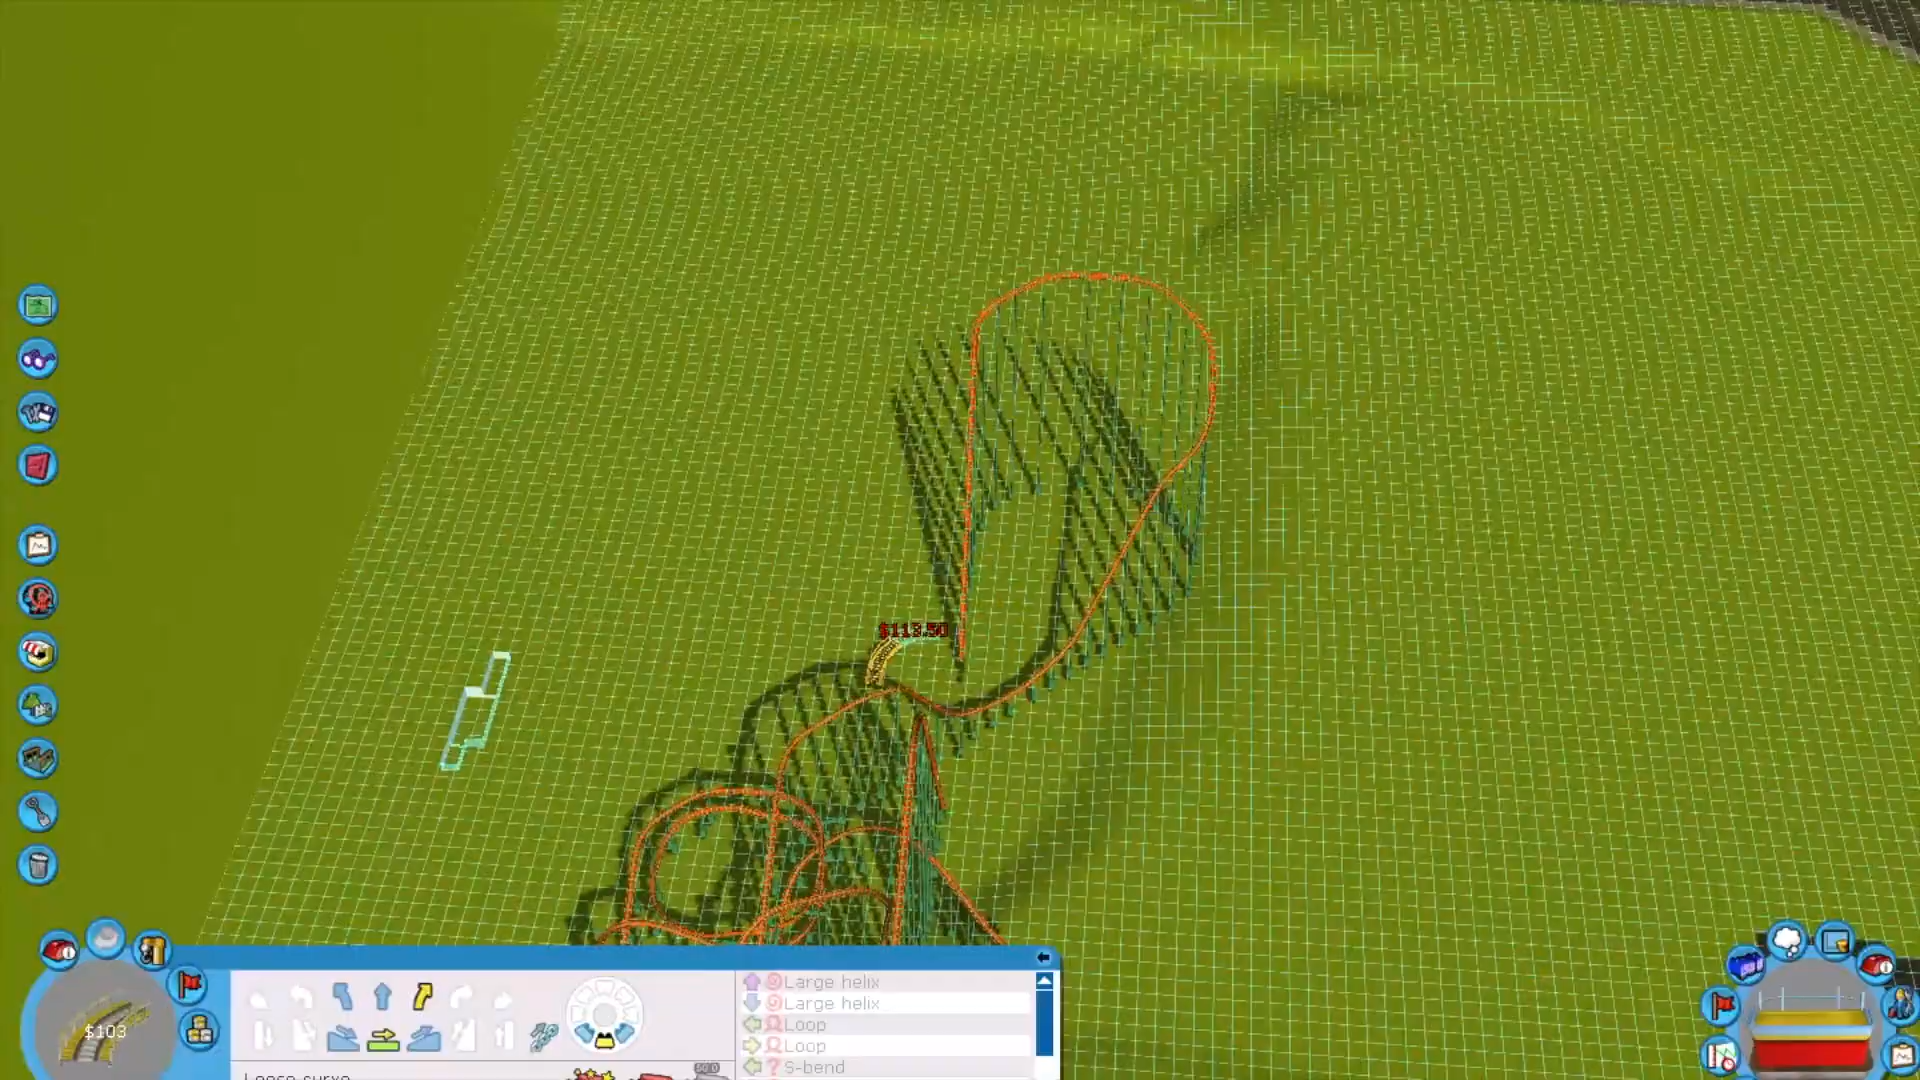 $113.50
Large helix
Large helix
Loop
Loop
S-bend
$103